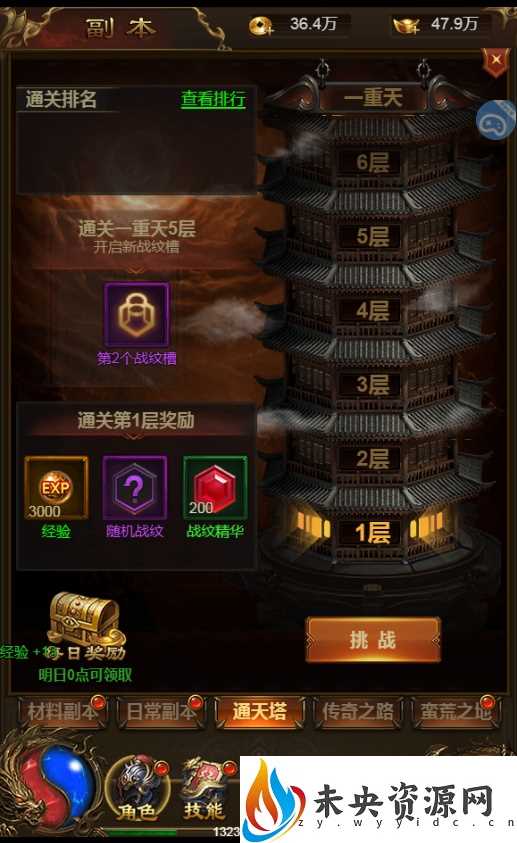 副本
36.4万
47.9万
通关排名
查看排行
一重天
6层
5层
4层
3层
2层
1层
通关一重天5层
开启新战纹槽
第2个战纹槽
通关第1层奖励
EXP
3000
200
经验
随机战纹
战纹精华
每日奖励
明日0点可领取
挑战
材料副本
日常副本
通天塔
传奇之路
蛮荒之地
角色
技能
未央资源网
zy.wyyidc.cn